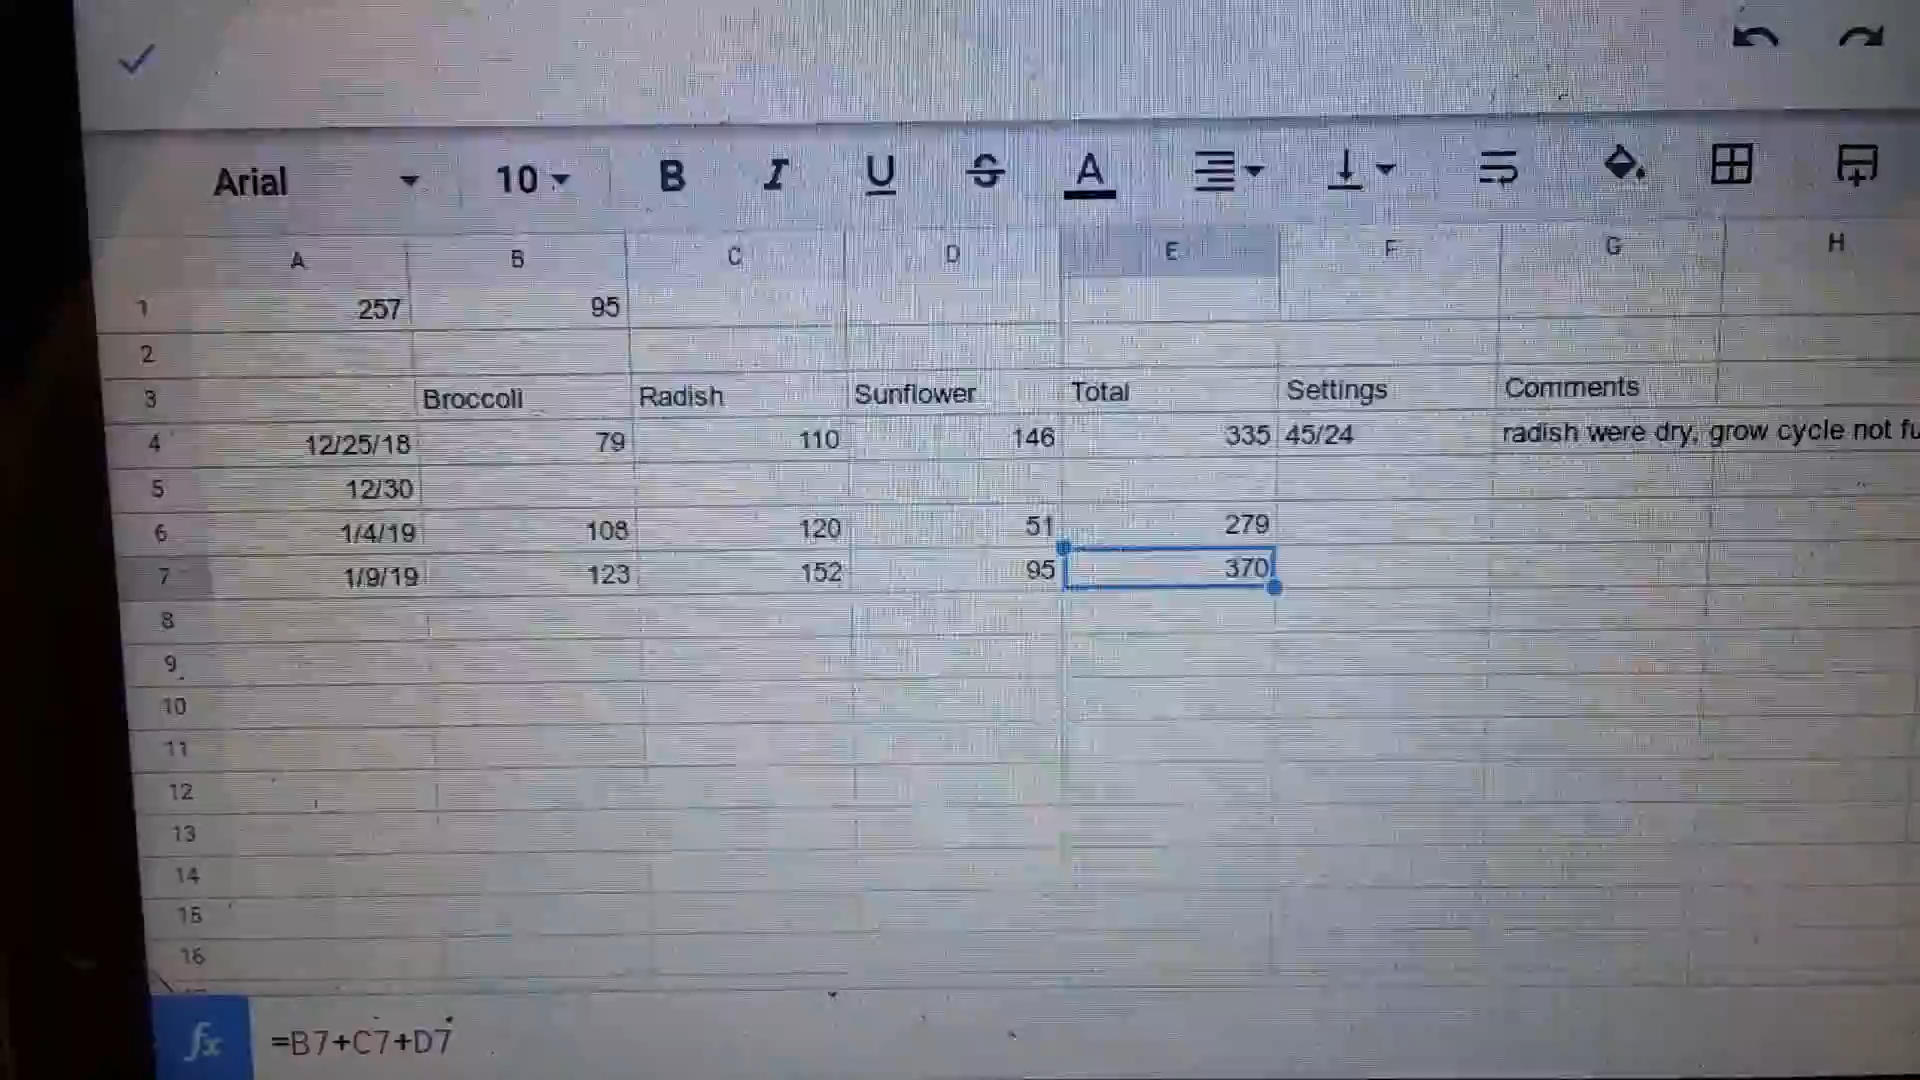 Arial 10 B I U S A
A B C D E F G H
1 257 95
2
3 Broccoli Radish Sunflower Total Settings Comments
4 12/25/18 79 110 146 335 45/24 radish were dry, grow cycle not fu
5 12/30
6 1/4/19 108 120 51 279
7 1/9/19 123 152 95 370
8
9
10
11
12
13
14
15
16
fx =B7+C7+D7